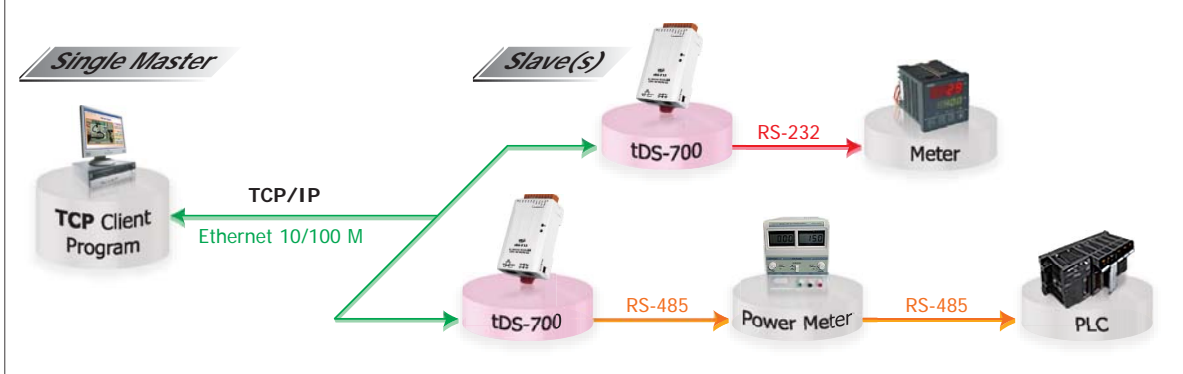 Single Master
Slave(s)
tDS-700
RS-232
Meter
TCP Client
Program
TCP/IP
Ethernet 10/100 M
tDS-700
RS-485
Power Meter
RS-485
PLC